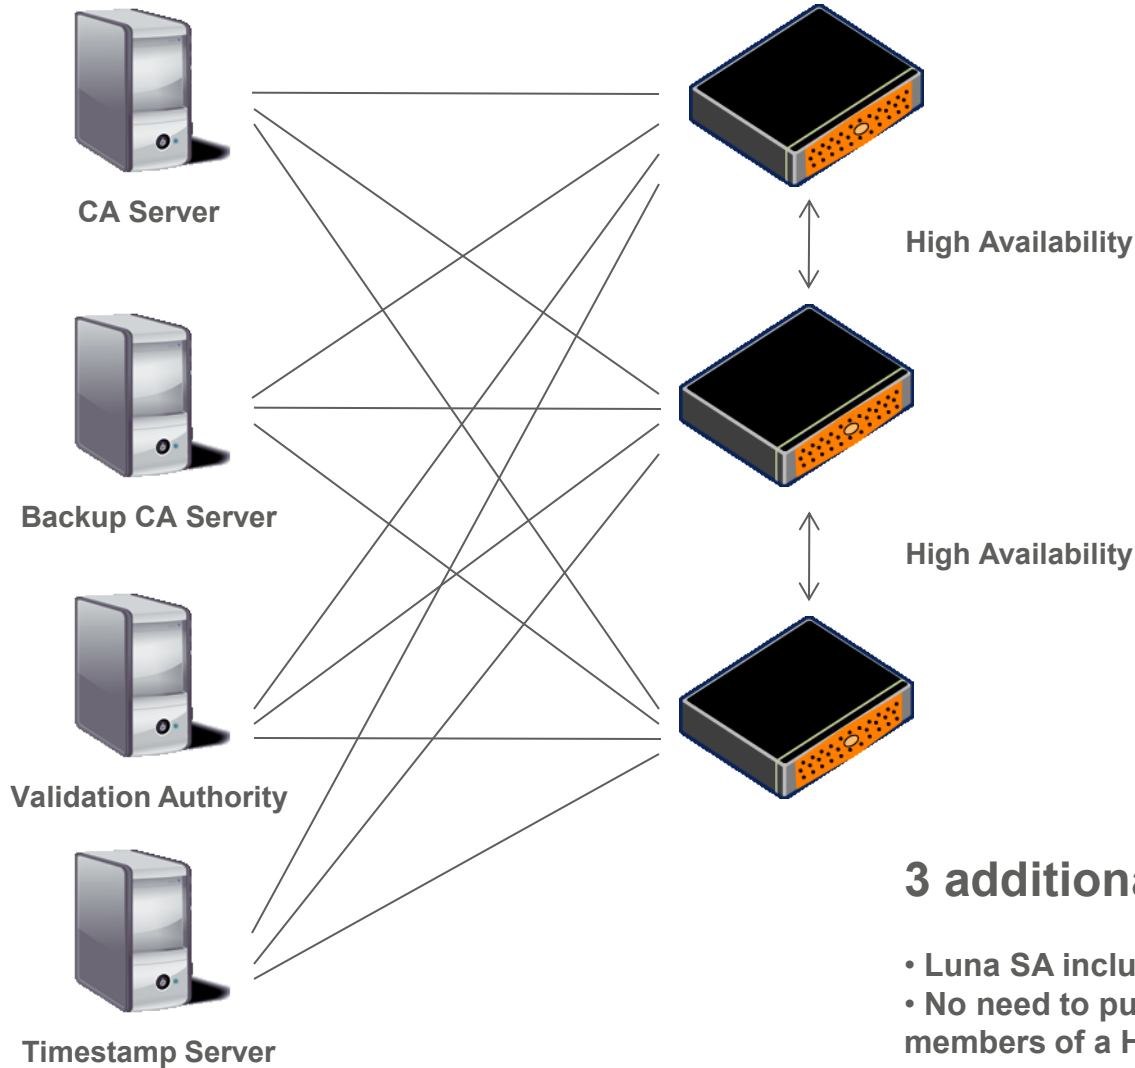 CA Server
High Availability
Backup CA Server
High Availability
Validation Authority
3
• Luna SA
• No need to
members of a
Timestamp Server